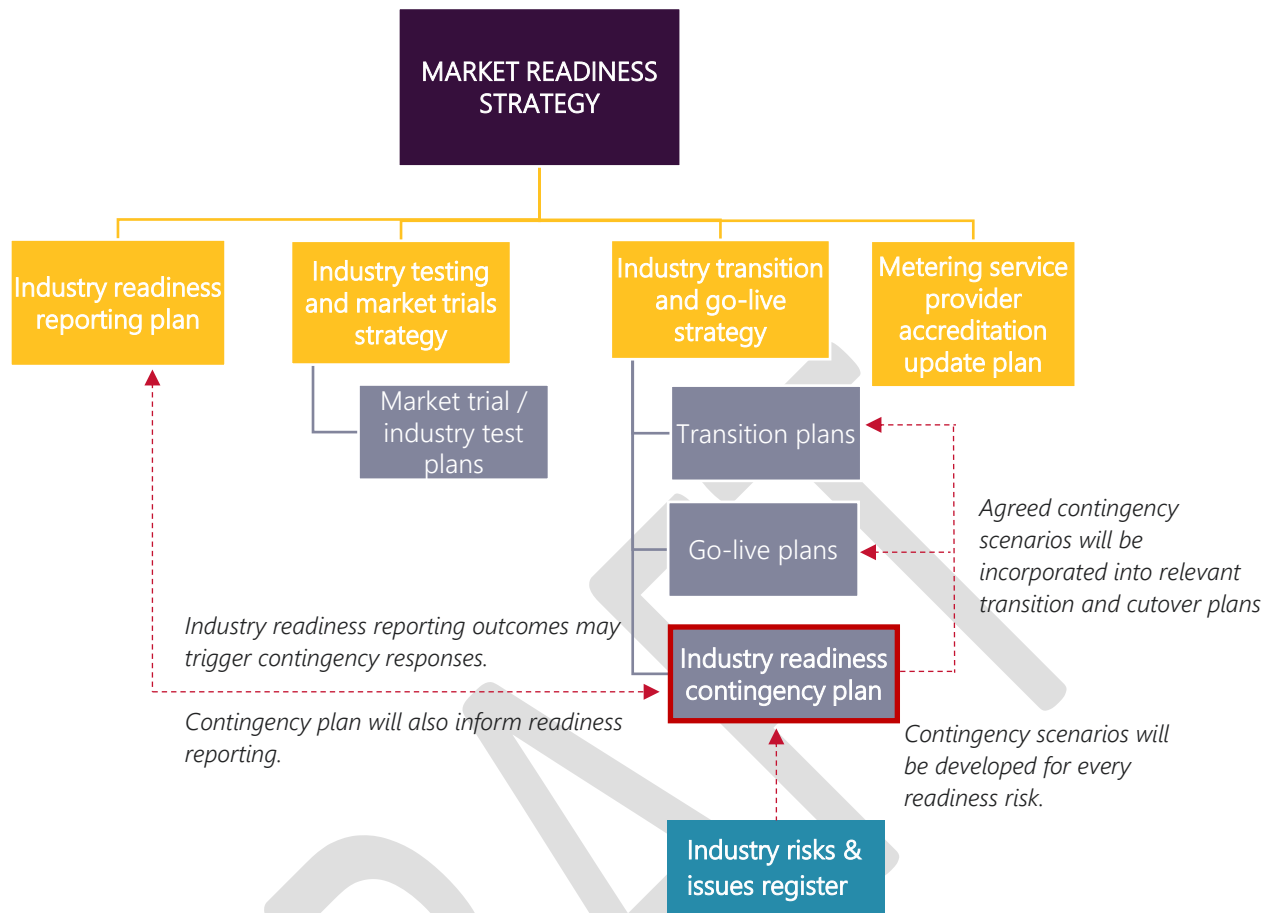 MARKET READINESS
STRATEGY
Industry readiness
reporting plan
Industry testing
and market trials
strategy
Industry transition
and go-live
strategy
Metering service
provider
accreditation
update plan
Market trial /
industry test
plans
Transition plans
Go-live plans
Agreed contingency
scenarios will be
incorporated into relevant
transition and cutover plans
Industry readiness reporting outcomes may
trigger contingency responses.
Industry readiness
contingency plan
Contingency plan will also inform readiness
reporting.
Contingency scenarios will
be developed for every
readiness risk.
Industry risks &
issues register
DRAFT